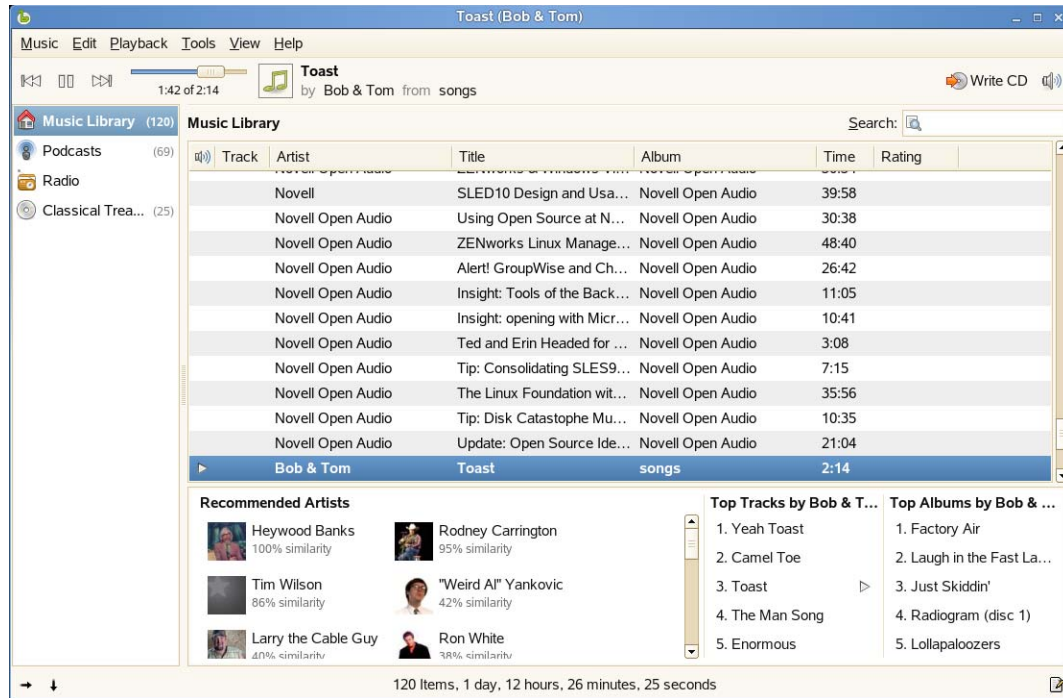 Toast (Bob & Tom)
Music Edit Playback Tools View Help
Toast
by Bob & Tom from songs
1:42 of 2:14
Write CD
Music Library (120)
Podcasts (69)
Radio
Classical Trea... (25)
Music Library
Search:
Track Artist Title Album Time Rating
Novell SLED10 Design and Usa... Novell Open Audio 39:58
Novell Open Audio Using Open Source at N... Novell Open Audio 30:38
Novell Open Audio ZENworks Linux Manage... Novell Open Audio 48:40
Novell Open Audio Alert! GroupWise and Ch... Novell Open Audio 26:42
Novell Open Audio Insight: Tools of the Back... Novell Open Audio 11:05
Novell Open Audio Insight: opening with Micr... Novell Open Audio 10:41
Novell Open Audio Ted and Erin Headed for ... Novell Open Audio 3:08
Novell Open Audio Tip: Consolidating SLES9... Novell Open Audio 7:15
Novell Open Audio The Linux Foundation wit... Novell Open Audio 35:56
Novell Open Audio Tip: Disk Catastophe Mu... Novell Open Audio 10:35
Novell Open Audio Update: Open Source Ide... Novell Open Audio 21:04
Bob & Tom Toast songs 2:14
Recommended Artists
Heywood Banks
100% similarity
Rodney Carrington
95% similarity
Tim Wilson
86% similarity
"Weird Al" Yankovic
42% similarity
Larry the Cable Guy
40% similarity
Ron White
38% similarity
Top Tracks by Bob & T...
1. Yeah Toast
2. Camel Toe
3. Toast
4. The Man Song
5. Enormous
Top Albums by Bob & ...
1. Factory Air
2. Laugh in the Fast La...
3. Just Skiddin'
4. Radiogram (disc 1)
5. Lollapaloozers
120 Items, 1 day, 12 hours, 26 minutes, 25 seconds